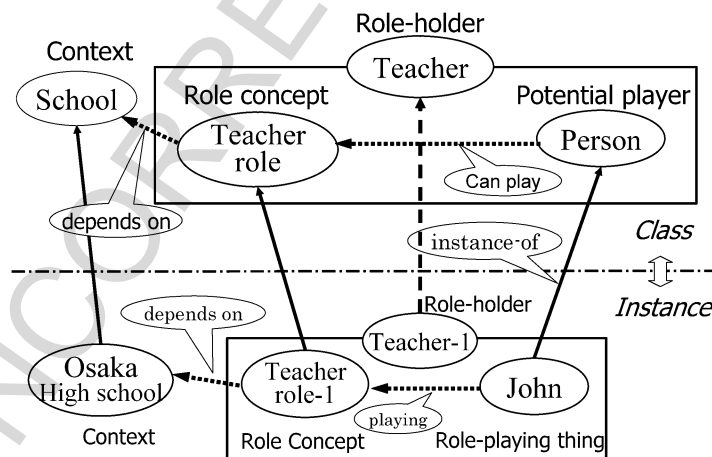 Role-holder
Context
Teacher
School
Role concept
Potential player
Teacher
role
Person
Can play
depends on
instance-of
Class
Instance
depends on
Role-holder
Teacher-1
Osaka
High school
Teacher
role-1
John
playing
Context
Role Concept
Role-playing thing
NCORRE